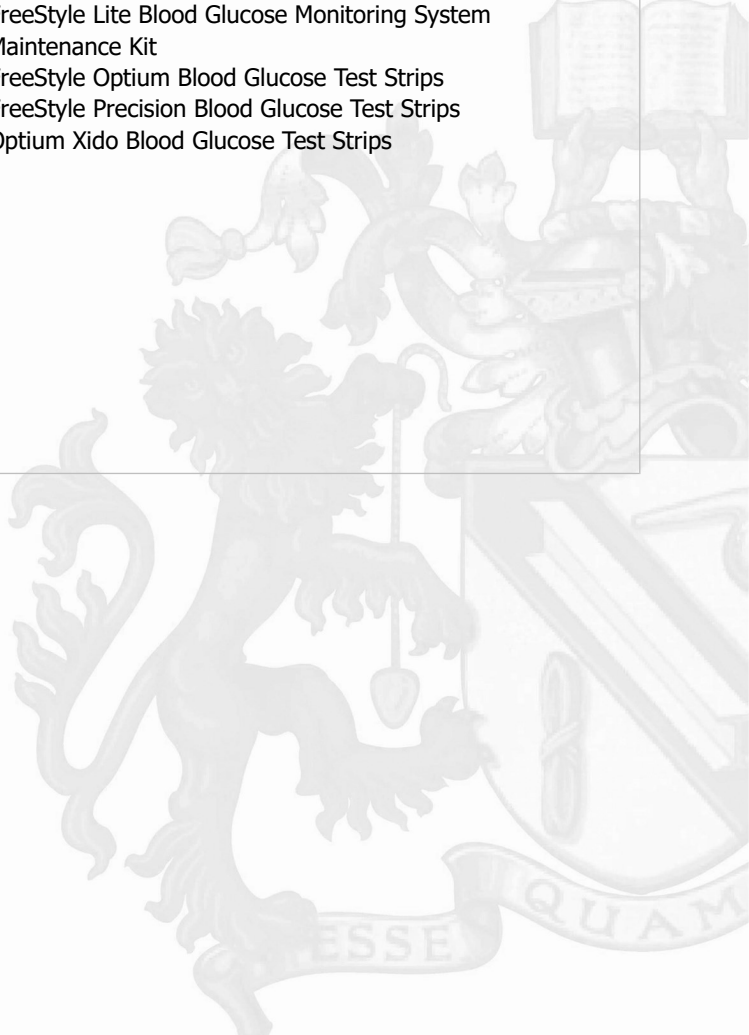 reeStyle Lite Blood Glucose Monitoring System
Maintenance Kit
reeStyle Optium Blood Glucose Test Strips
reeStyle Precision Blood Glucose Test Strips
Optium Xido Blood Glucose Test Strips
ESSE QUAM